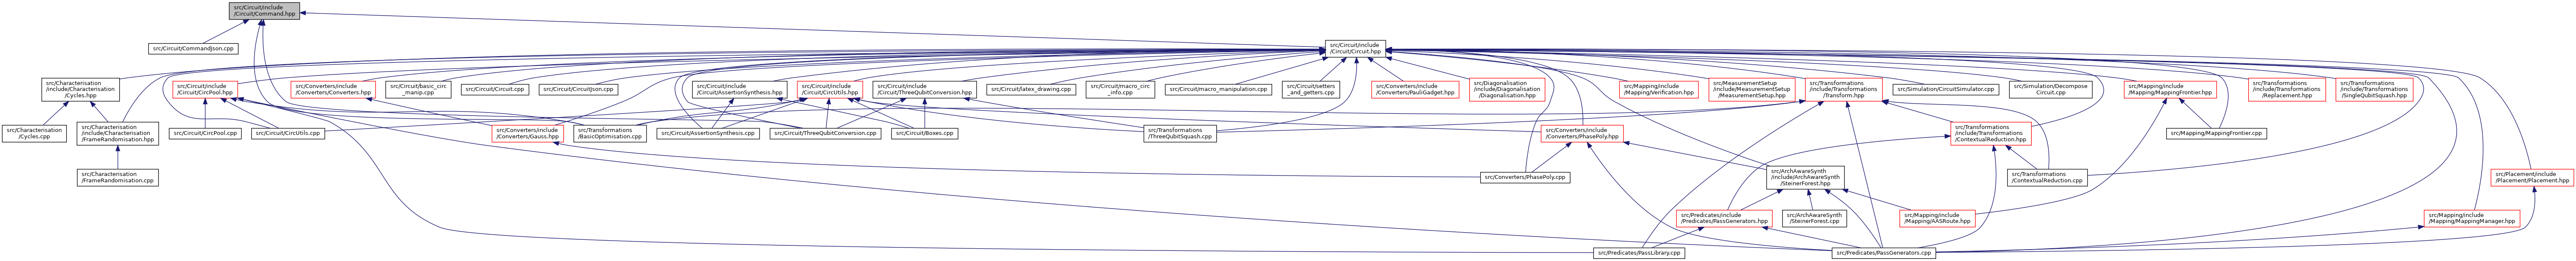 src/Circuit/include
/Circuit/Command.hpp
src/Circuit/CommandJson.cpp
src/Circuit/include
/Circuit/Circuit.hpp
src/Characterisation
/include/Characterisation
/Cycles.hpp
src/Circuit/include
/Circuit/CircPool.hpp
src/Converters/include
/Converters/Converters.hpp
src/Circuit/basic_circ
_manip.cpp
src/Circuit/Circuit.cpp
src/Circuit/CircuitJson.cpp
src/Circuit/include
/Circuit/AssertionSynthesis.hpp
src/Circuit/include
/Circuit/CircUtils.hpp
src/Circuit/include
/Circuit/ThreeQubitConversion.hpp
src/Circuit/latex_drawing.cpp
src/Circuit/macro_circ
_info.cpp
src/Circuit/macro_manipulation.cpp
src/Circuit/setters
_and_getters.cpp
src/Converters/include
/Converters/PauliGadget.hpp
src/Diagonalisation
/include/Diagonalisation
/Diagonalisation.hpp
src/Mapping/include
/Mapping/Verification.hpp
src/MeasurementSetup
/include/MeasurementSetup
/MeasurementSetup.hpp
src/Transformations
/include/Transformations
/Transform.hpp
src/Simulation/CircuitSimulator.cpp
src/Simulation/Decompose
Circuit.cpp
src/Mapping/include
/Mapping/MappingFrontier.hpp
src/Transformations
/include/Transformations
/Replacement.hpp
src/Transformations
/include/Transformations
/SingleQubitSquash.hpp
src/Characterisation
/Cycles.cpp
src/Characterisation
/include/Characterisation
/FrameRandomisation.hpp
src/Circuit/CircPool.cpp
src/Circuit/CircUtils.cpp
src/Converters/include
/Converters/Gauss.hpp
src/Transformations
/BasicOptimisation.cpp
src/Circuit/AssertionSynthesis.cpp
src/Circuit/ThreeQubitConversion.cpp
src/Circuit/Boxes.cpp
src/Transformations
/ThreeQubitSquash.cpp
src/Converters/include
/Converters/PhasePoly.hpp
src/Transformations
/include/Transformations
/ContextualReduction.hpp
src/Mapping/MappingFrontier.cpp
src/Characterisation
/FrameRandomisation.cpp
src/Converters/PhasePoly.cpp
src/ArchAwareSynth
/include/ArchAwareSynth
/SteinerForest.hpp
src/Transformations
/ContextualReduction.cpp
src/Placement/include
/Placement/Placement.hpp
src/Predicates/include
/Predicates/PassGenerators.hpp
src/ArchAwareSynth
/SteinerForest.cpp
src/Mapping/include
/Mapping/AASRoute.hpp
src/Mapping/include
/Mapping/MappingManager.hpp
src/Predicates/PassLibrary.cpp
src/Predicates/PassGenerators.cpp